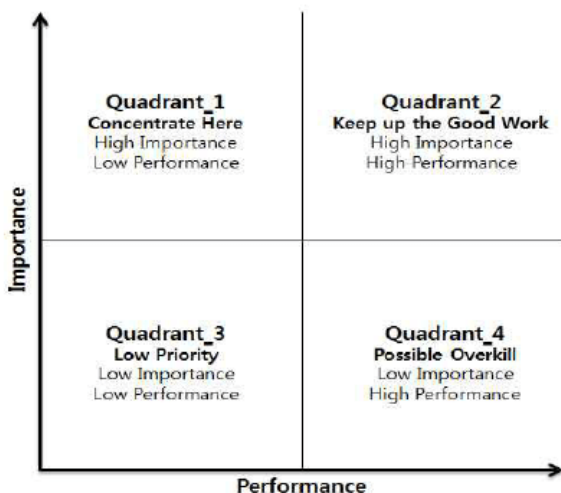 Quadrant_1
Concentrate Here
High Importance
Low Performance
Quadrant_2
Keep up the Good Work
High Importance
High Performance
Importance
Quadrant_3
Low Priority
Low Importance
Low Performance
Quadrant_4
Possible Overkill
Low Importance
High Performance
Performance